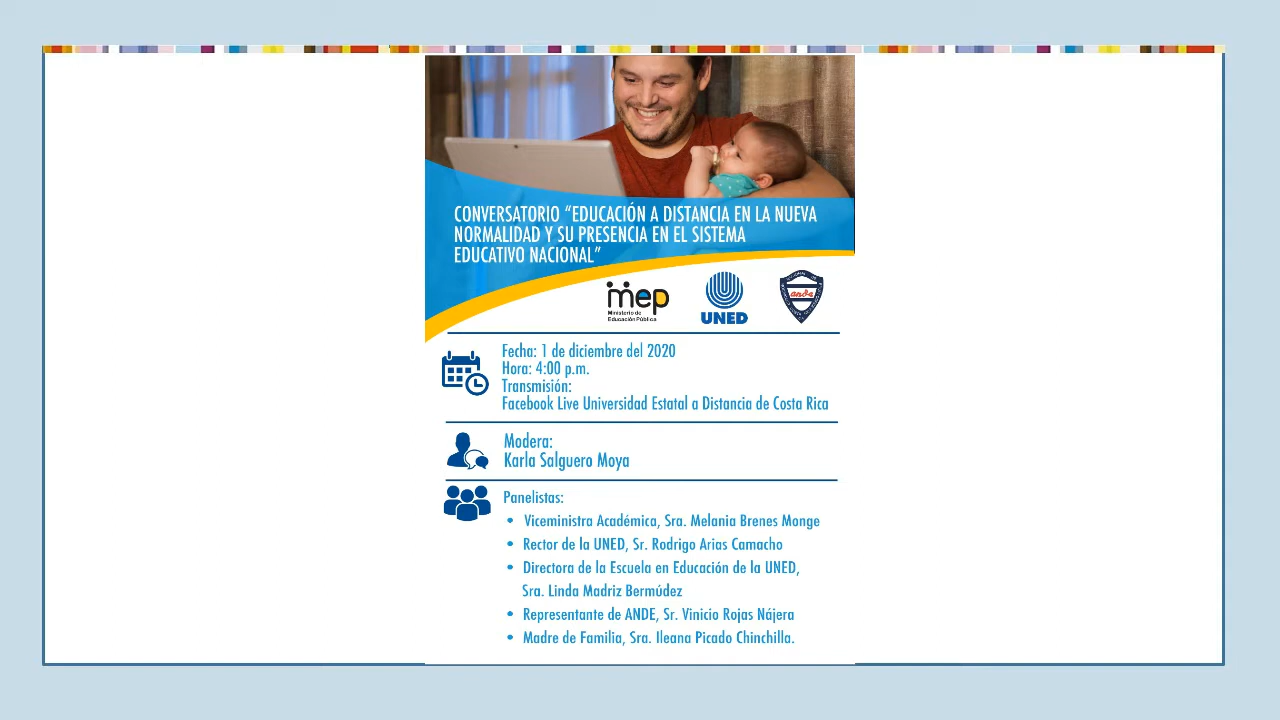 CONVERSATORIO “EDUCACIÓN A DISTANCIA EN LA NUEVA
NORMALIDAD Y SU PRESENCIA EN EL SISTEMA
EDUCATIVO NACIONAL”
mep
Ministerio de
Educación Pública
UNED
ande
Fecha: 1 de diciembre del 2020
Hora: 4:00 p.m.
Transmisión:
Facebook Live Universidad Estatal a Distancia de Costa Rica
Modera:
Karla Salguero Moya
Panelistas:
• Viceministra Académica, Sra. Melania Brenes Monge
• Rector de la UNED, Sr. Rodrigo Arias Camacho
• Directora de la Escuela en Educación de la UNED,
Sra. Linda Madriz Bermúdez
• Representante de ANDE, Sr. Vinicio Rojas Nájera
• Madre de Familia, Sra. Ileana Picado Chinchilla.